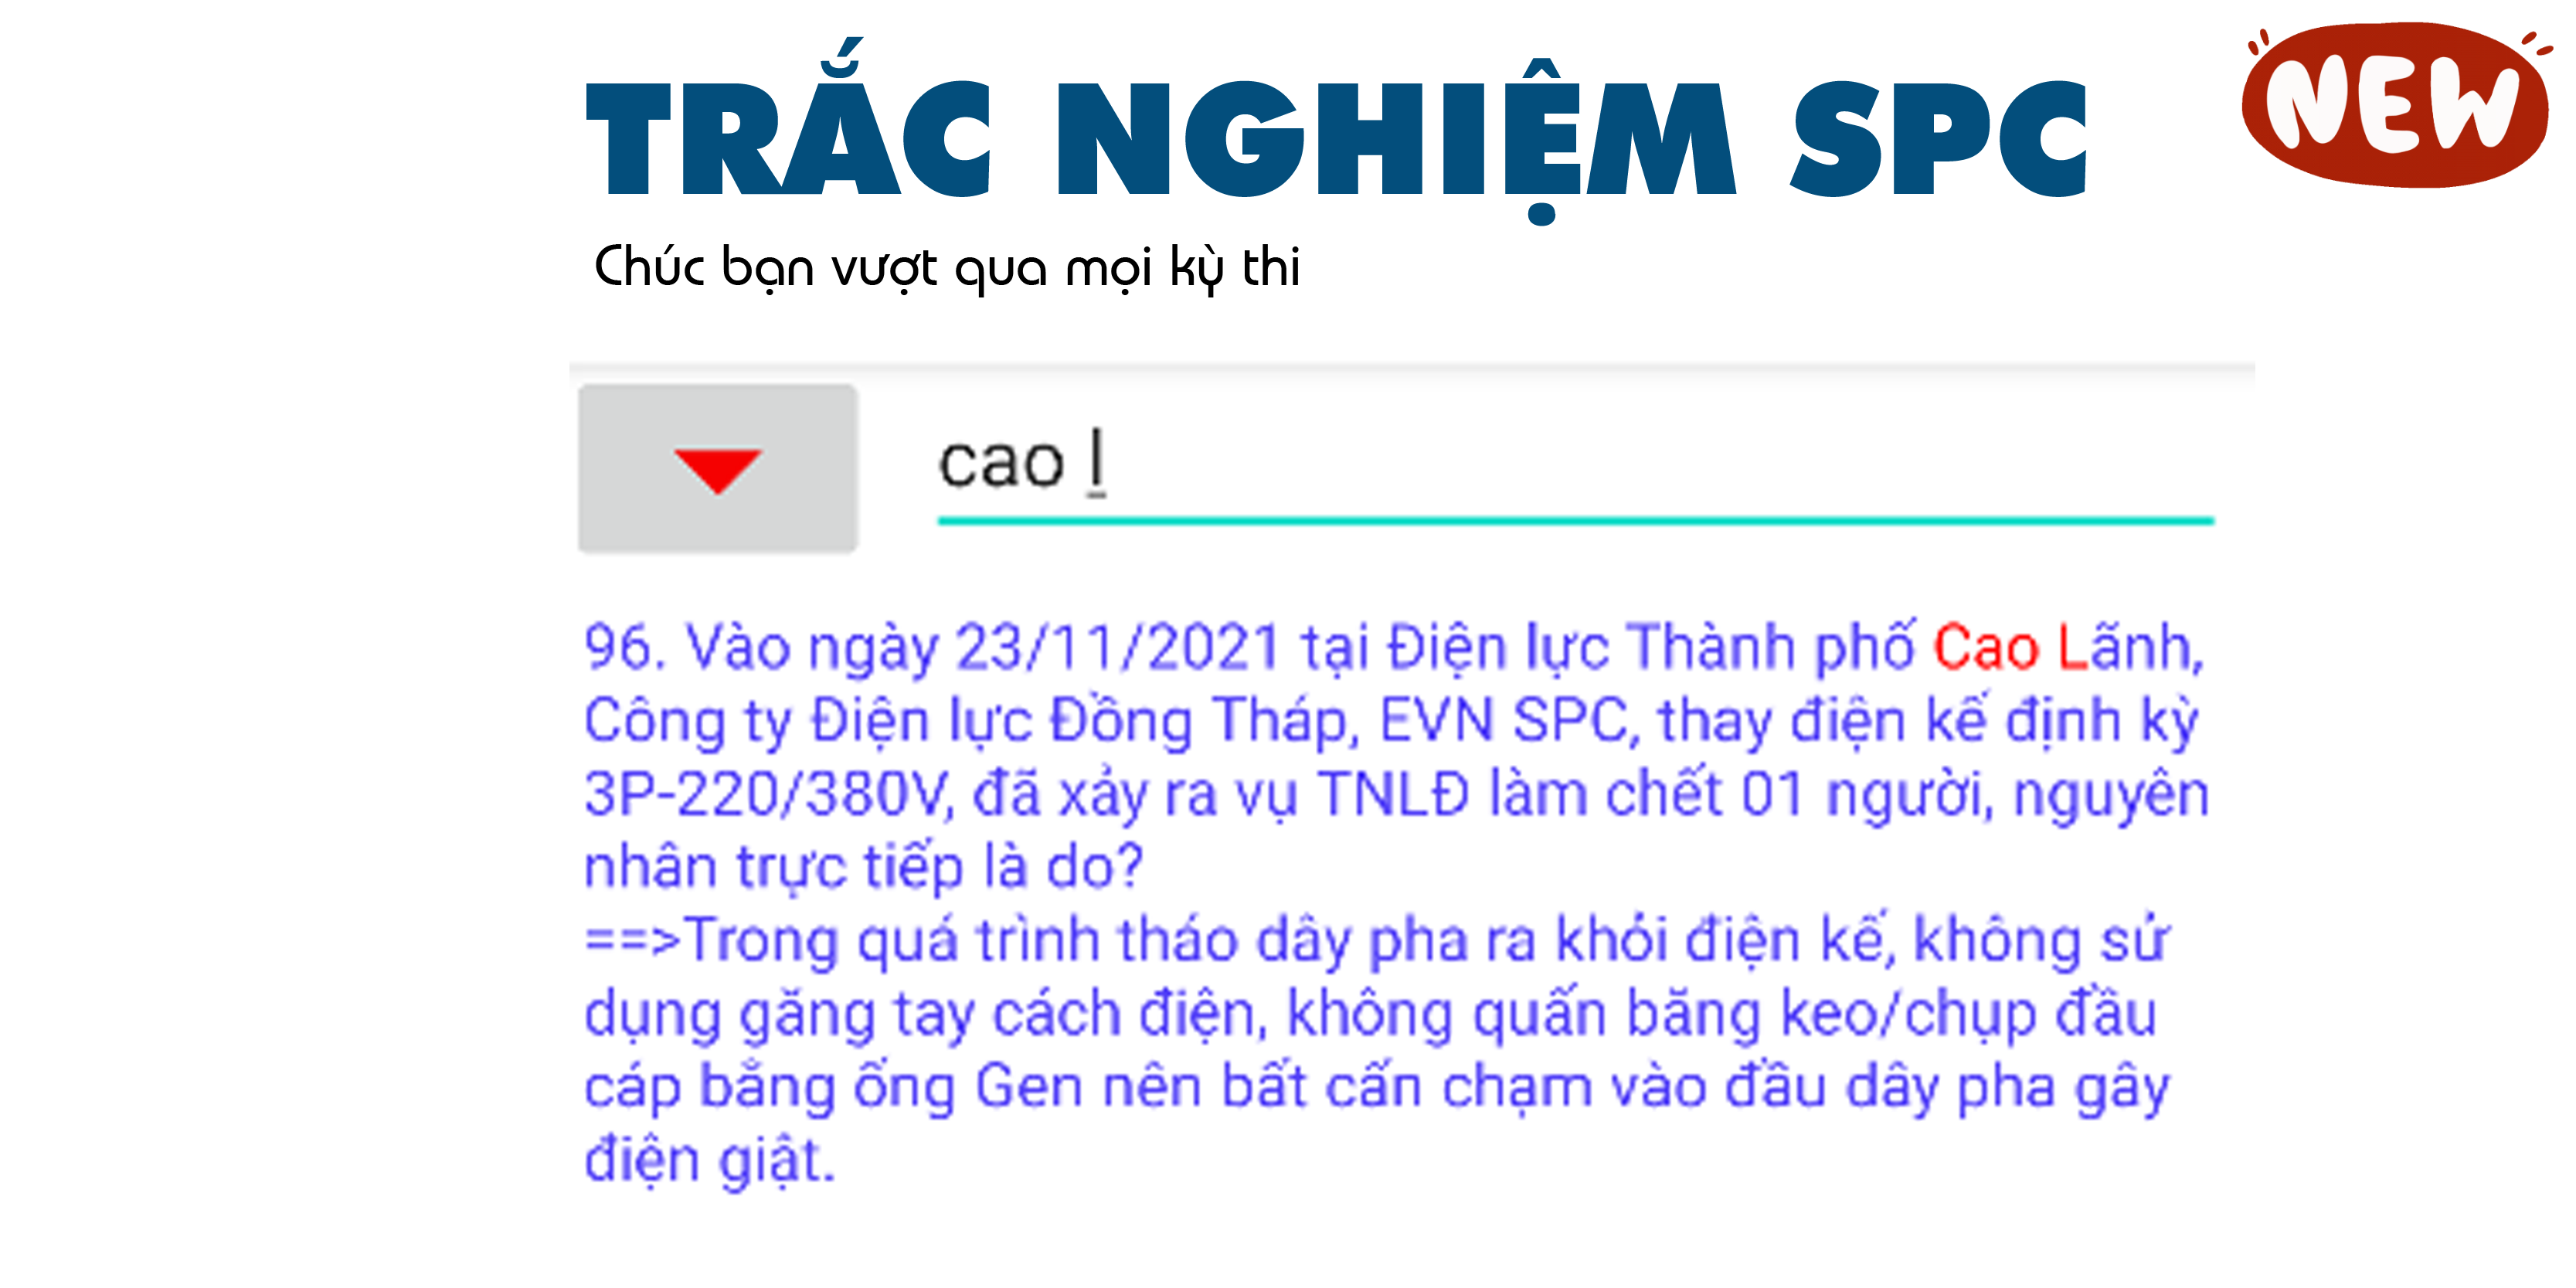 TRẮC NGHIỆM SPC
NEW
Chúc bạn vượt qua mọi kỳ thi
cao l
96. Vào ngày 23/11/2021 tại Điện lực Thành phố Cao Lãnh,
Công ty Điện lực Đồng Tháp, EVN SPC, thay điện kế định kỳ
3P-220/380V, đã xảy ra vụ TNLĐ làm chết 01 người, nguyên
nhân trực tiếp là do?
==>Trong quá trình tháo dây pha ra khỏi điện kế, không sử
dụng găng tay cách điện, không quấn băng keo/chụp đầu
cáp bằng ống Gen nên bất cẩn chạm vào đầu dây pha gây
điện giật.